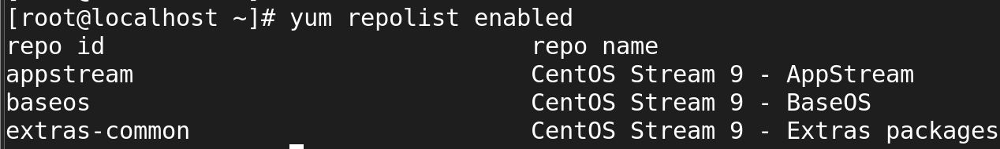 [root@localhost ~]# yum repolist enabled
repo id repo name
appstream CentOS Stream 9 - AppStream
baseos CentOS Stream 9 - BaseOS
extras-common CentOS Stream 9 - Extras packages